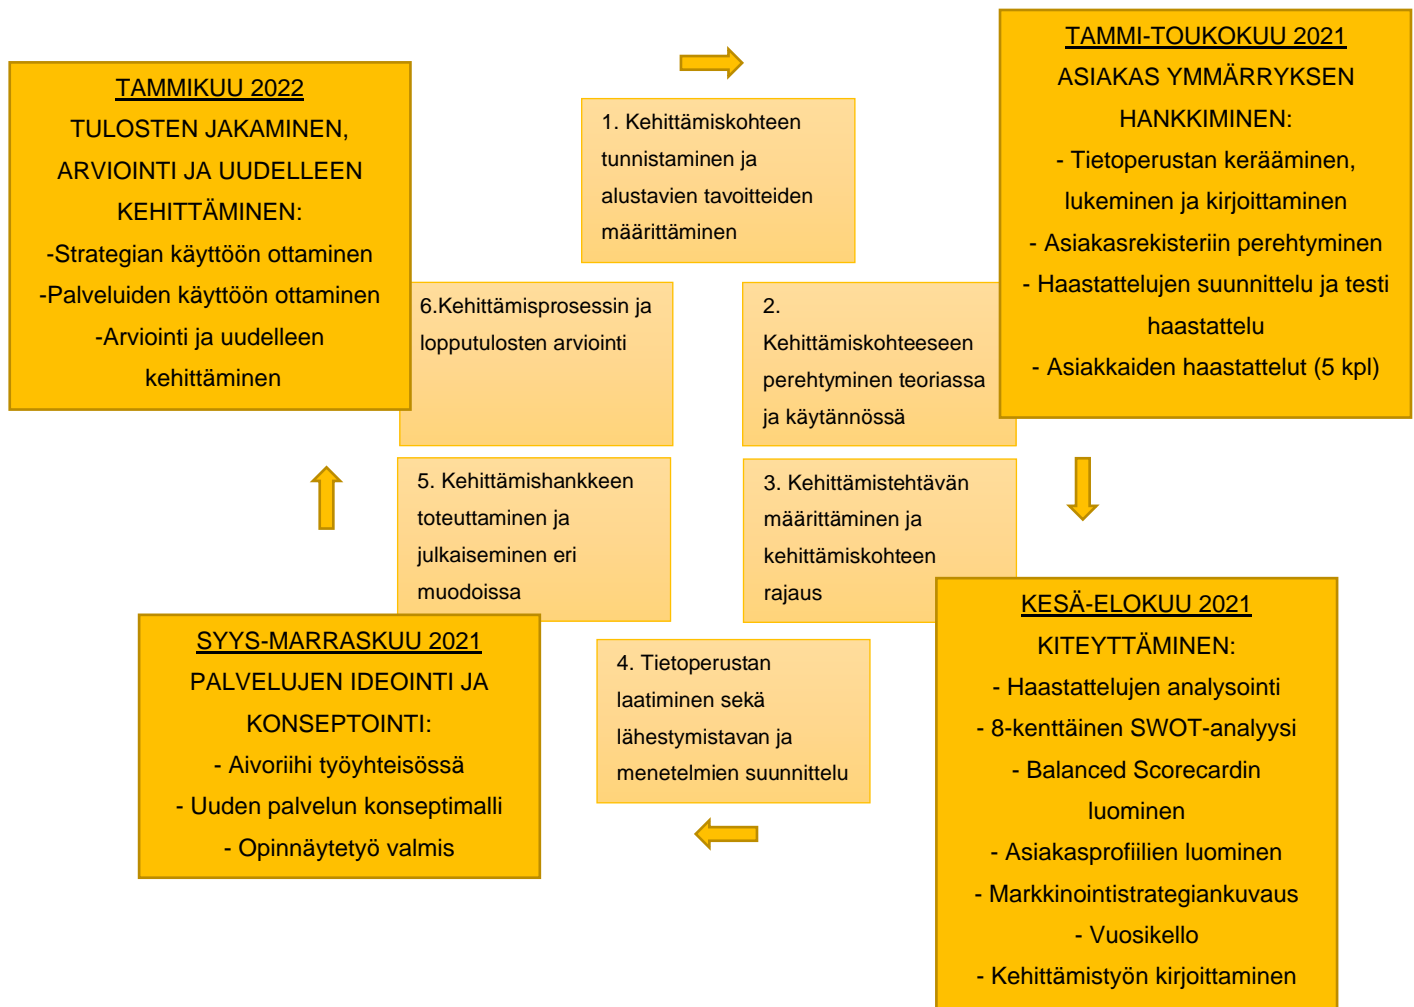 1. Kehittämiskohteen
tunnistaminen ja
alustavien tavoitteiden
määrittäminen
TAMMI-TOUKOKUU 2021
ASIAKAS YMMÄRRYKSEN
HANKKIMINEN:
- Tietoperustan kerääminen,
lukeminen ja kirjoittaminen
- Asiakasrekisteriin perehtyminen
- Haastattelujen suunnittelu ja testi
haastattelu
- Asiakkaiden haastattelut (5 kpl)
2.
Kehittämiskohteeseen
perehtyminen teoriassa
ja käytännössä
3. Kehittämistehtävän
määrittäminen ja
kehittämiskohteen
rajaus
KESÄ-ELOKUU 2021
KITEYTTÄMINEN:
- Haastattelujen analysointi
- 8-kenttäinen SWOT-analyysi
- Balanced Scorecardin
luominen
- Asiakasprofiilien luominen
- Markkinointistrategiankuvaus
- Vuosikello
- Kehittämistyön kirjoittaminen
4. Tietoperustan
laatiminen sekä
lähestymistavan ja
menetelmien suunnittelu
5. Kehittämishankkeen
toteuttaminen ja
julkaiseminen eri
muodoissa
SYYS-MARRASKUU 2021
PALVELUJEN IDEOINTI JA
KONSEPTOINTI:
- Aivoriihi työyhteisössä
- Uuden palvelun konseptimalli
- Opinnäytetyö valmis
6.Kehittämisprosessin ja
lopputulosten arviointi
TAMMIKUU 2022
TULOSTEN JAKAMINEN,
ARVIOINTI JA UUDELLEEN
KEHITTÄMINEN:
-Strategian käyttöön ottaminen
-Palveluiden käyttöön ottaminen
-Arviointi ja uudelleen
kehittäminen